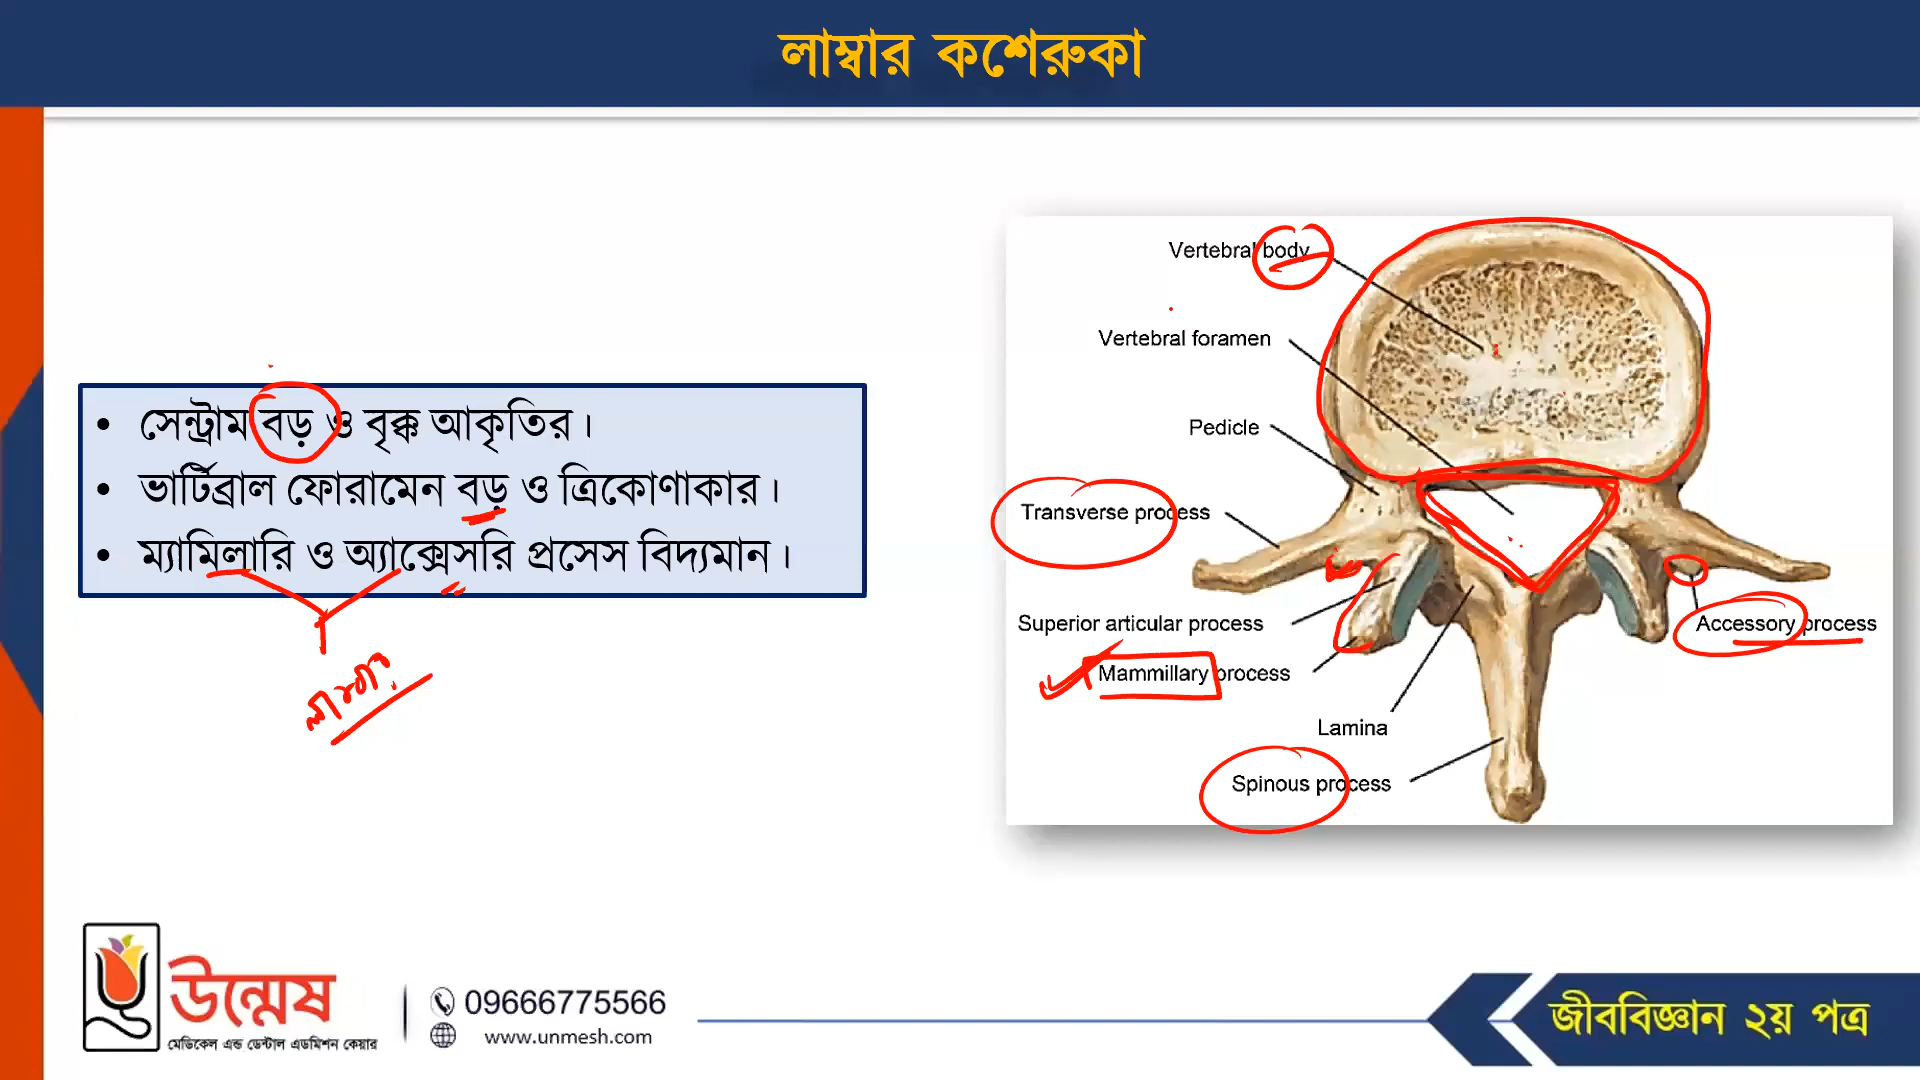 লাম্বার কশেরুকা
• সেন্ট্রাম বড় ও বৃক্ক আকৃতির।
• ভার্টিব্রাল ফোরামেন বড় ও ত্রিকোণাকার।
• ম্যামিলারি ও অ্যাক্সেসরি প্রসেস বিদ্যমান।
লাম্বার
Vertebral body
Vertebral foramen
Pedicle
Transverse process
Superior articular process
Mammillary process
Lamina
Spinous process
Accessory process
উন্মেষ
মেডিকেল এন্ড ডেন্টাল এডমিশন কেয়ার
09666775566
www.unmesh.com
জীববিজ্ঞান ২য় পত্র